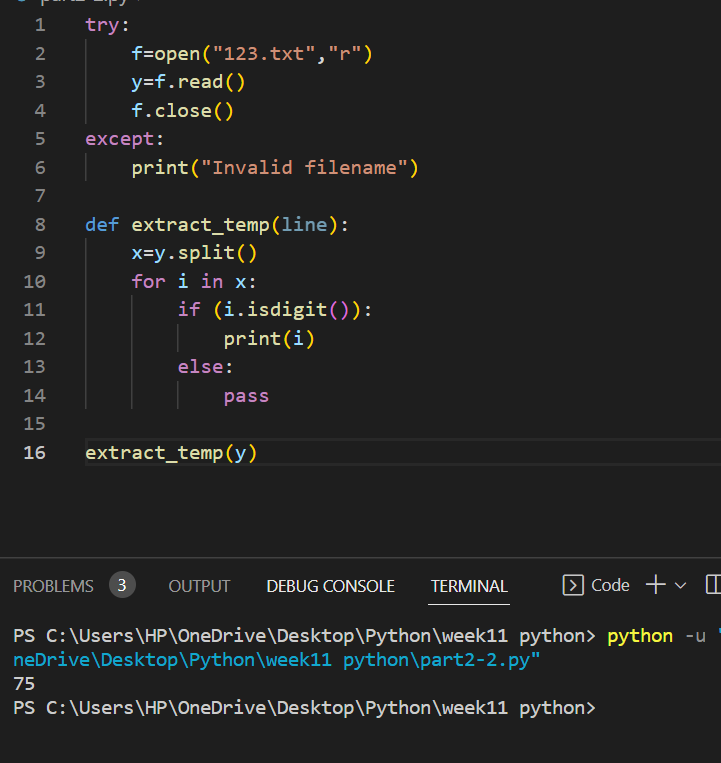 1 try:
2 f=open("123.txt","r")
3 y=f.read()
4 f.close()
5 except:
6 print("Invalid filename")
7
8 def extract_temp(line):
9 x=y.split()
10 for i in x:
11 if (i.isdigit()):
12 print(i)
13 else:
14 pass
15
16 extract_temp(y)
PROBLEMS 3 OUTPUT DEBUG CONSOLE TERMINAL Code
PS C:\Users\HP\OneDrive\Desktop\Python\week11 python> python -u "
neDrive\Desktop\Python\week11 python\part2-2.py"
75
PS C:\Users\HP\OneDrive\Desktop\Python\week11 python>